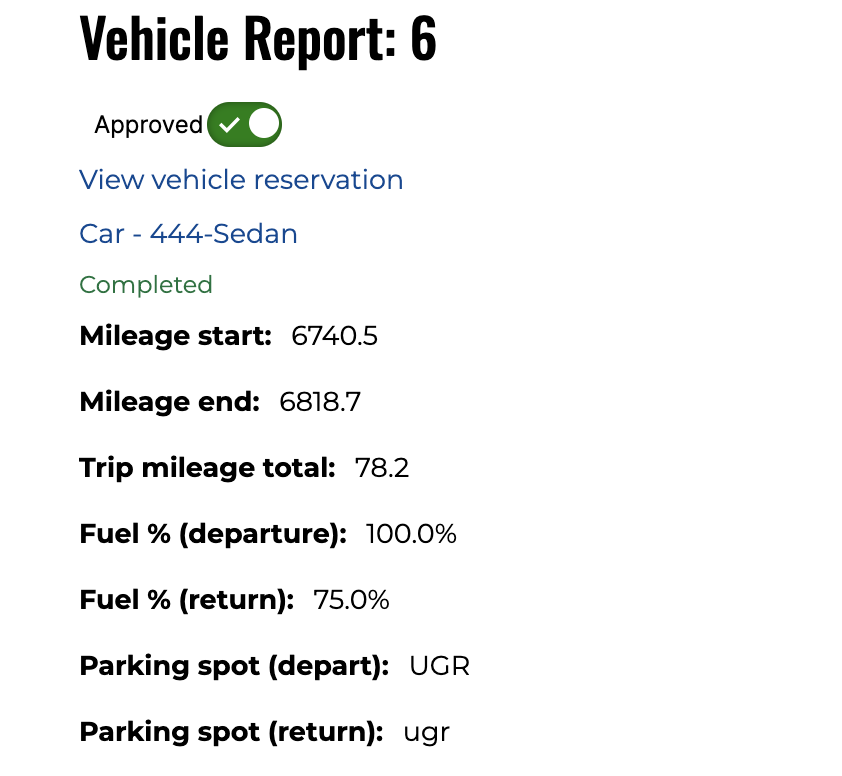 Vehicle Report: 6
Approved
View vehicle reservation
Car - 444-Sedan
Completed
Mileage start: 6740.5
Mileage end: 6818.7
Trip mileage total: 78.2
Fuel % (departure): 100.0%
Fuel % (return): 75.0%
Parking spot (depart): UGR
Parking spot (return): ugr